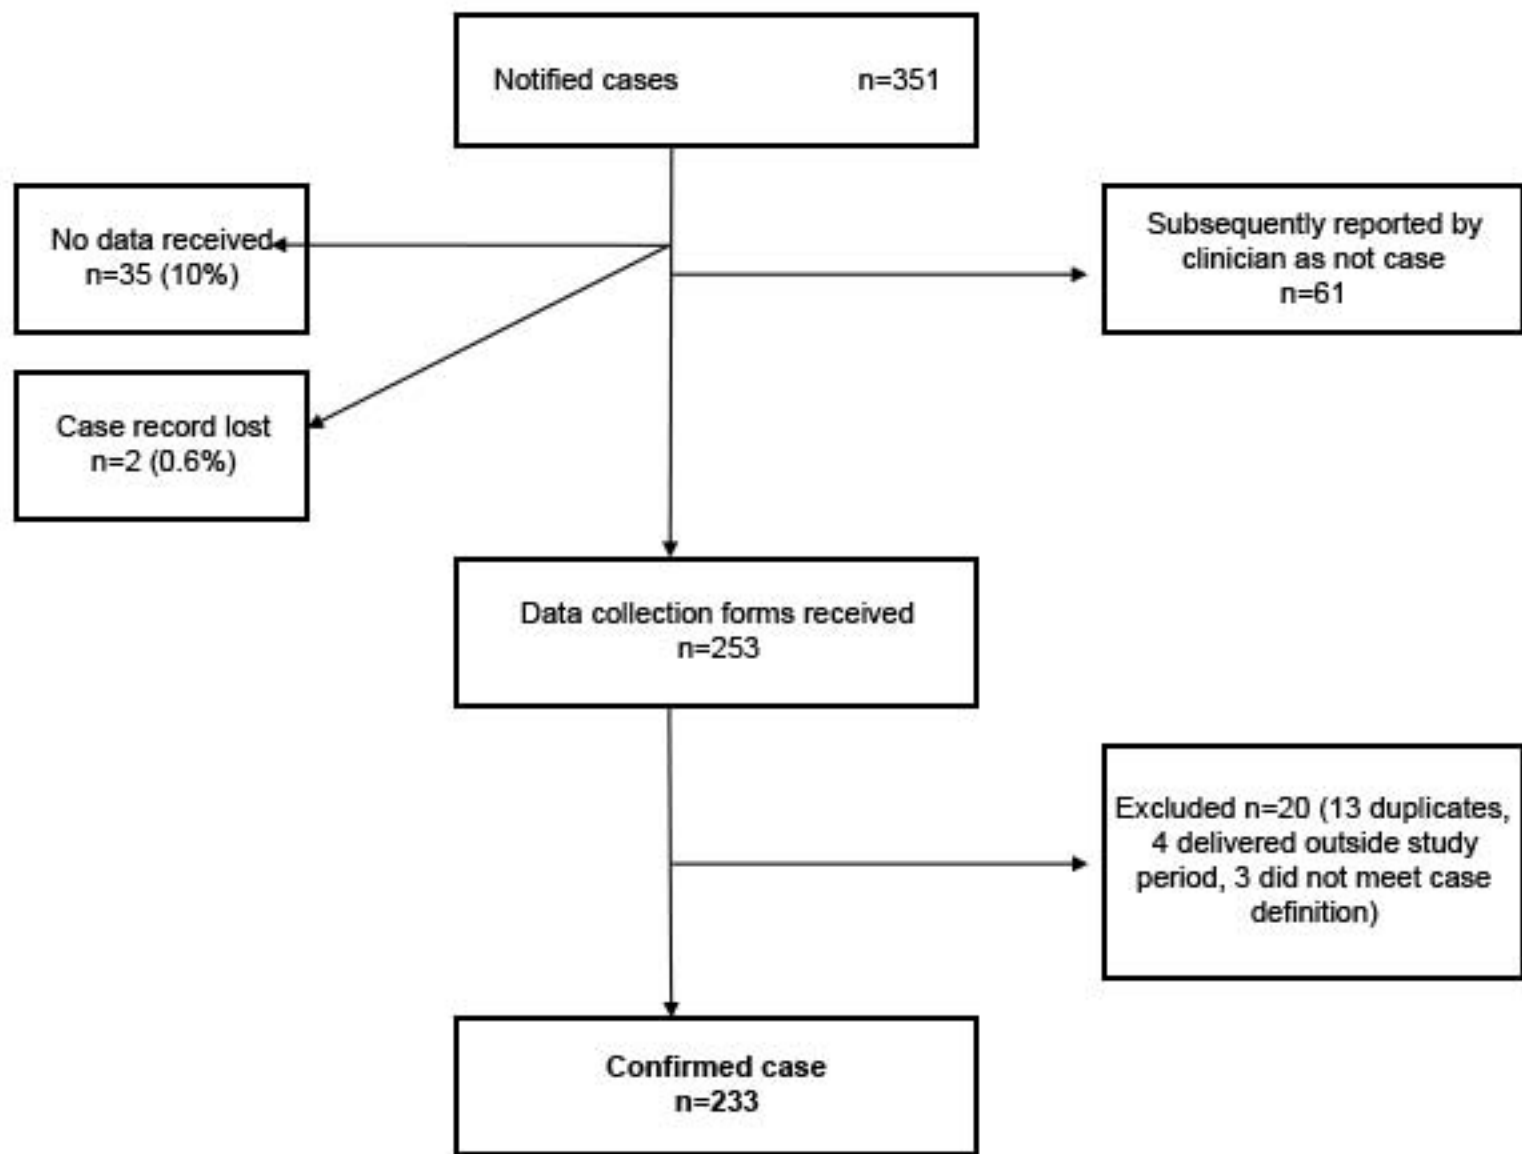 Notified cases n=351
No data received
n=35 (10%)
Subsequently reported by
clinician as not case
n=61
Case record lost
n=2 (0.6%)
Data collection forms received
n=253
Excluded n=20 (13 duplicates,
4 delivered outside study
period, 3 did not meet case
definition)
Confirmed case
n=233